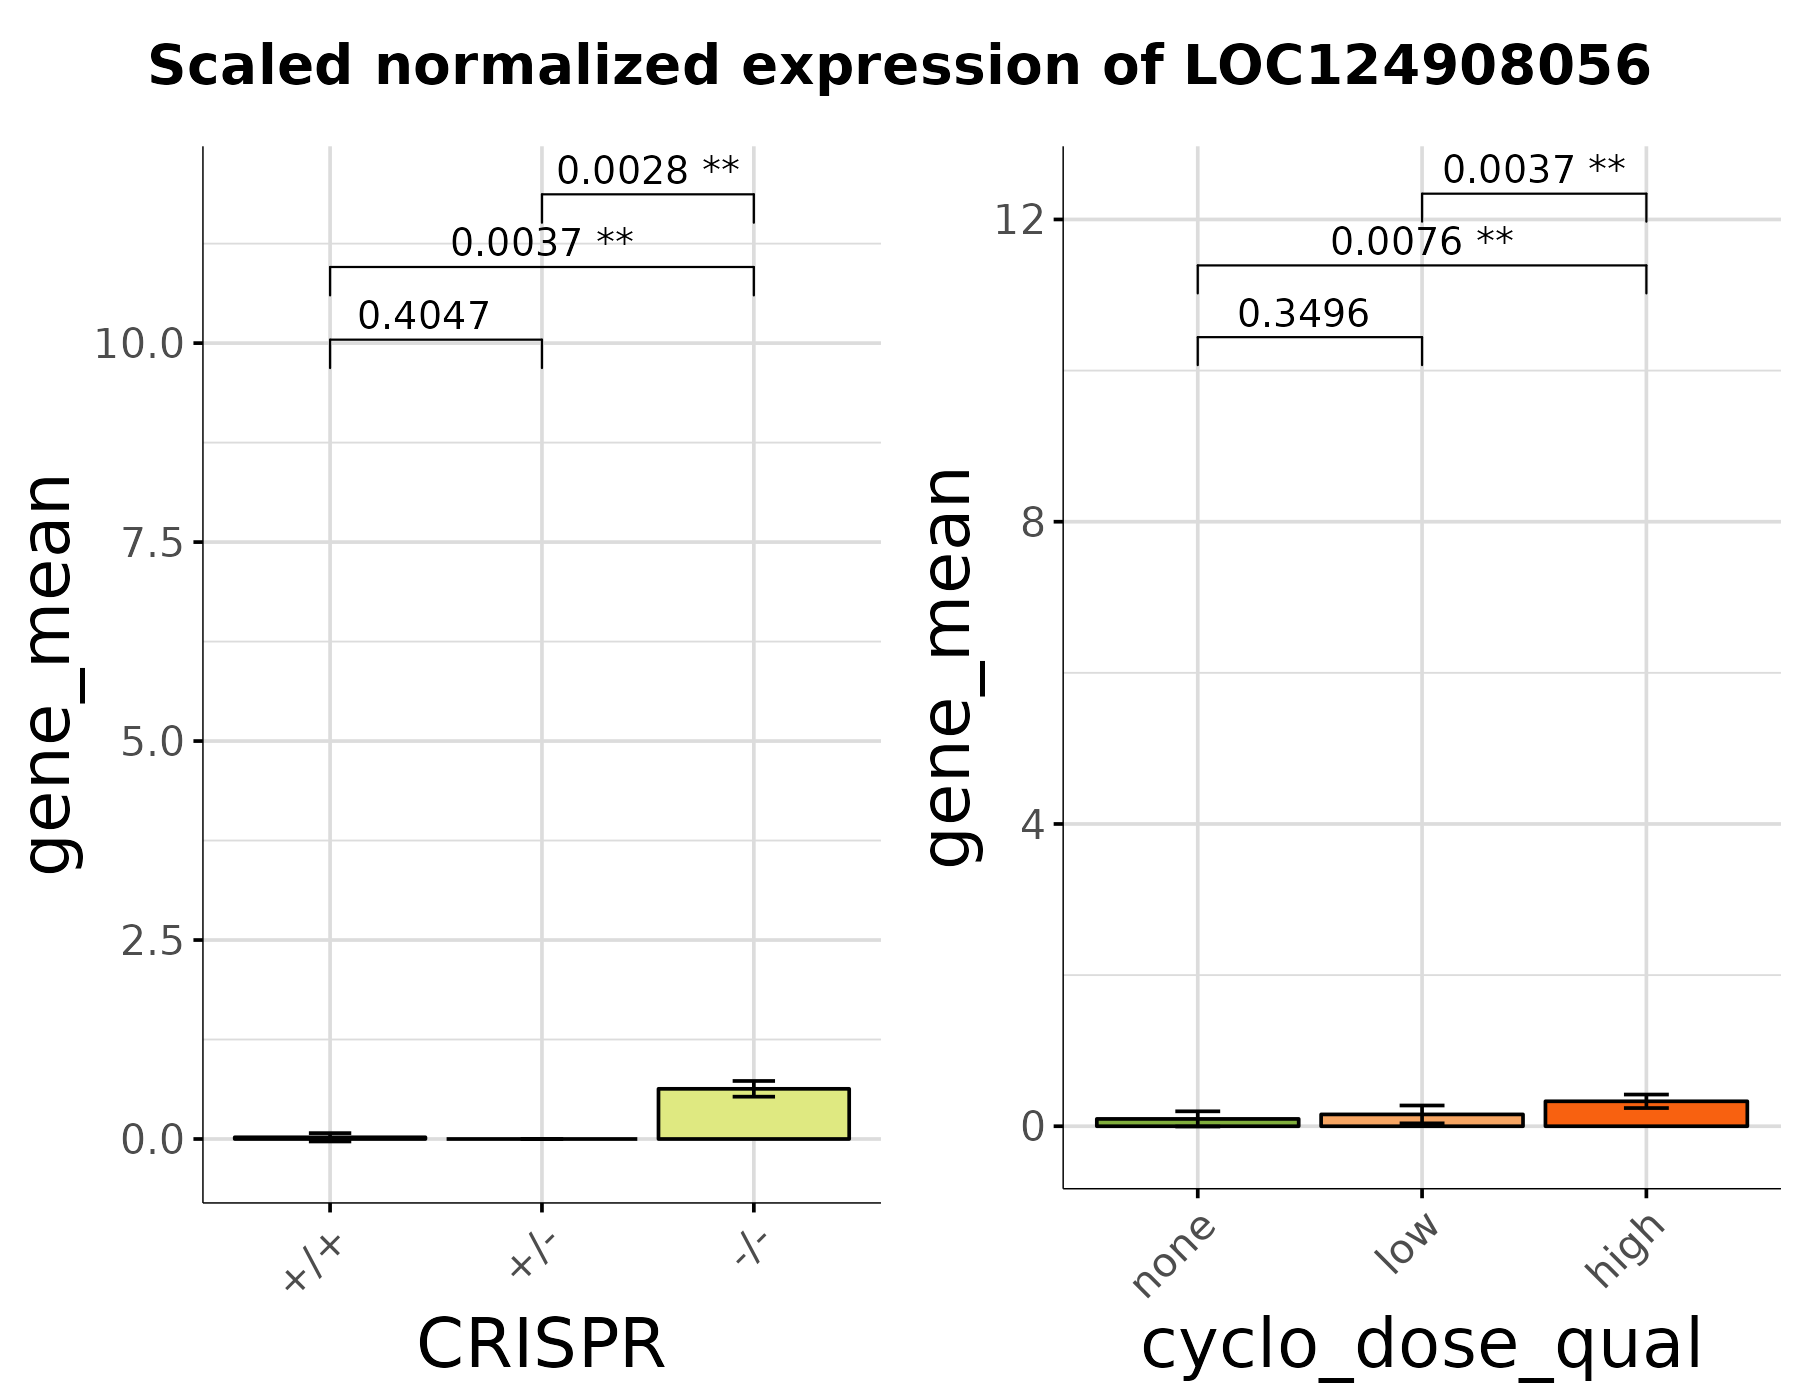 Scaled normalized expression of LOC124908056
gene_mean
10.0
7.5
5.0
2.5
0.0
0.0028 **
0.0037 **
0.4047
+/+
+/-
-/-
CRISPR
gene_mean
12
8
4
0
0.0037 **
0.0076 **
0.3496
none
low
high
cyclo_dose_qual